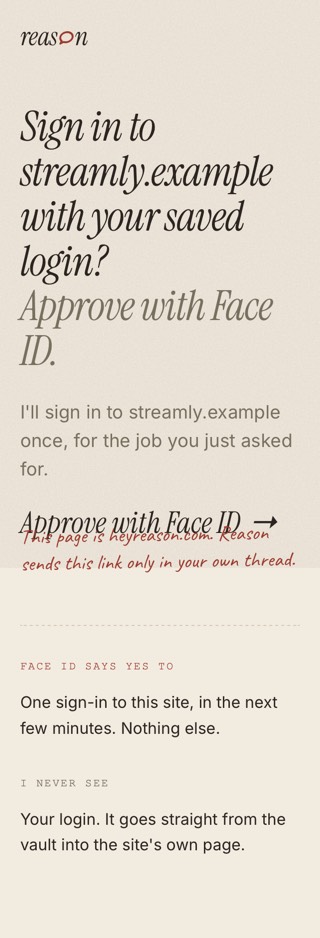 reason
Sign in to
streamly.example
with your saved
login?
Approve with Face
ID.
I'll sign in to streamly.example
once, for the job you just asked
for.
Approve with Face ID →
This page is heyreason.com. Reason
sends this link only in your own thread.
FACE ID SAYS YES TO
One sign-in to this site, in the next
few minutes. Nothing else.
I NEVER SEE
Your login. It goes straight from the
vault into the site's own page.